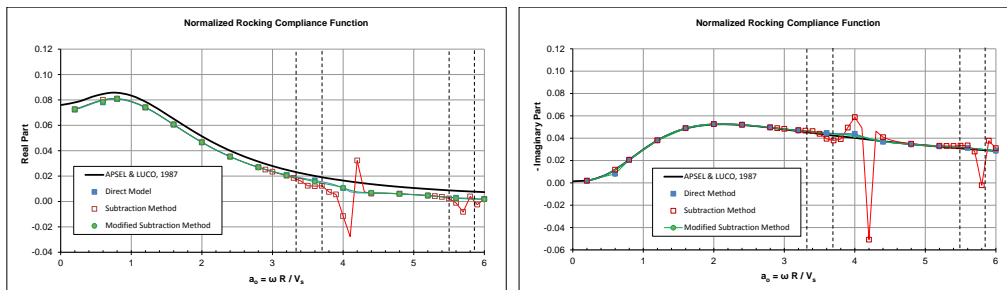 Normalized Rocking Compliance Function
0.12
0.10
0.08
0.06
0.04
0.02
0.00
-0.02
-0.04
Real Part
APSEL & LUCO, 1987
Direct Model
Subtraction Method
Modified Subtraction Method
0 1 2 3 4 5 6
aₒ = ω R / Vₛ
Normalized Rocking Compliance Function
0.12
0.10
0.08
0.06
0.04
0.02
0.00
-0.02
-0.04
-0.06
-Imaginary Part
APSEL & LUCO, 1987
Direct Method
Subtraction Method
Modified Subtraction Method
0 1 2 3 4 5 6
aₒ = ω R / Vₛ